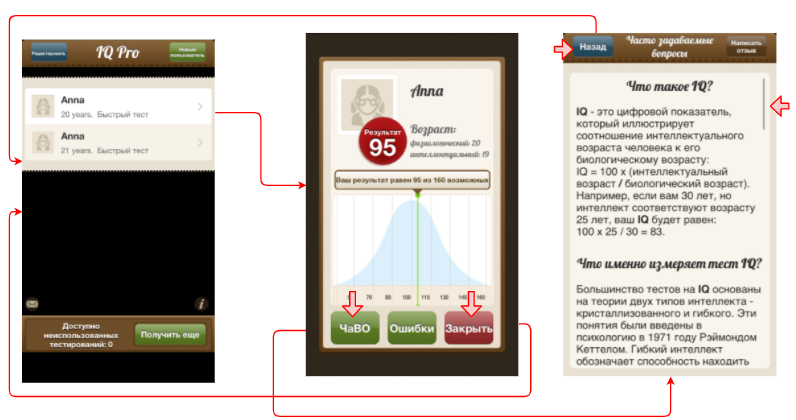 Редактировать
IQ Pro
Новый пользователь
Anna
20 years. Быстрый тест
Anna
21 years. Быстрый тест
Доступно
неиспользованных
тестирований: 0
Получить еще
Anna
Результат
95
Возраст:
физиологический: 20
интеллектуальный: 19
Ваш результат равен 95 из 160 возможных
70 85 100 115 130 145 160
ЧаВО
Ошибки
Закрыть
Назад
Часто задаваемые
вопросы
Написать
отзыв
Что такое IQ?
IQ - это цифровой показатель,
который иллюстрирует
соотношение интеллектуального
возраста человека к его
биологическому возрасту:
IQ = 100 x (интеллектуальный
возраст / биологический возраст).
Например, если вам 30 лет, но
интеллект соответствуют возрасту
25 лет, ваш IQ будет равен:
100 x 25 / 30 = 83.
Что именно измеряет тест IQ?
Большинство тестов на IQ основаны
на теории двух типов интеллекта -
кристаллизованного и гибкого. Эти
понятия были введены в
психологию в 1971 году Рэймондом
Кеттелом. Гибкий интеллект
обозначает способность находить